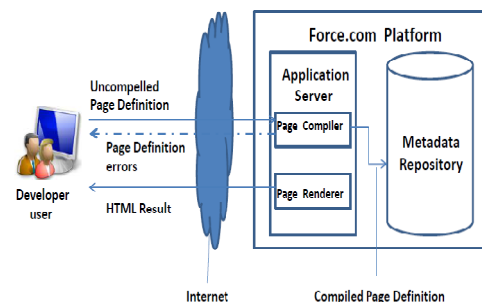 Force.com Platform
Uncompelled
Page Definition
Application
Server
Page Compiler
Metadata
Repository
Page Definition
errors
Page Renderer
Developer
user
HTML Result
Internet
Compiled Page Definition